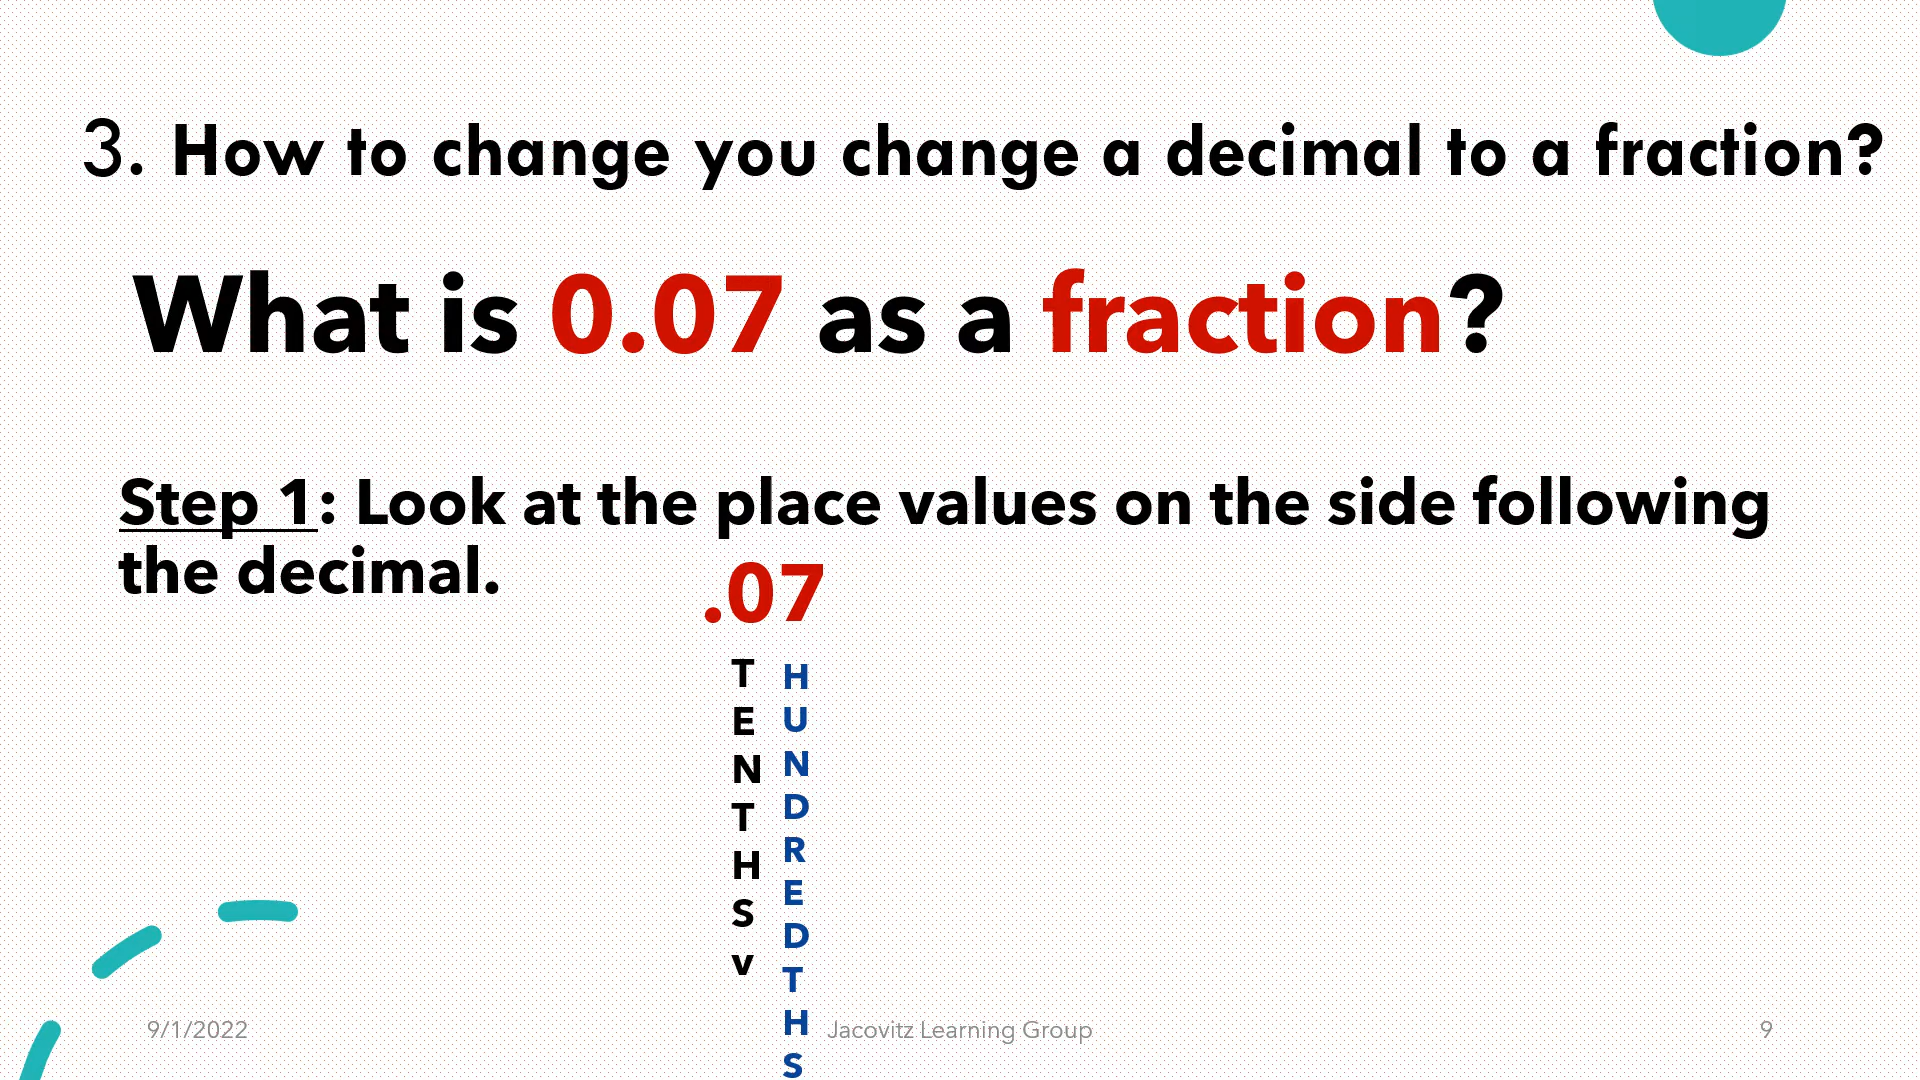 3. How to change you change a decimal to a fraction?
What is 0.07 as a fraction?
Step 1: Look at the place values on the side following
the decimal.
.07
T
E
N
T
H
S
v
H
U
N
D
R
E
D
T
H
S
9/1/2022
Jacovitz Learning Group
9